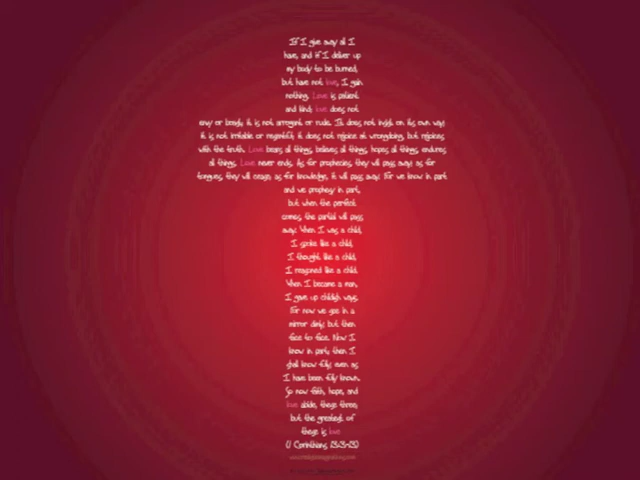 If I give away all I
have, and if I deliver up
my body to be burned,
but have not love, I gain
nothing. Love is patient
and kind; love does not
envy or boast; it is not arrogant or rude. It does not insist on its own way;
it is not irritable or resentful; it does not rejoice at wrongdoing, but rejoices
with the truth. Love bears all things, believes all things, hopes all things, endures
all things. Love never ends. As for prophecies, they will pass away; as for
tongues, they will cease; as for knowledge, it will pass away. For we know in part
and we prophesy in part,
but when the perfect
comes, the partial will pass
away. When I was a child,
I spoke like a child,
I thought like a child,
I reasoned like a child.
When I became a man,
I gave up childish ways.
For now we see in a
mirror dimly, but then
face to face. Now I
know in part; then I
shall know fully, even as
I have been fully known.
So now faith, hope, and
love abide, these three;
but the greatest of
these is love
(1 Corinthians 13:3-13)